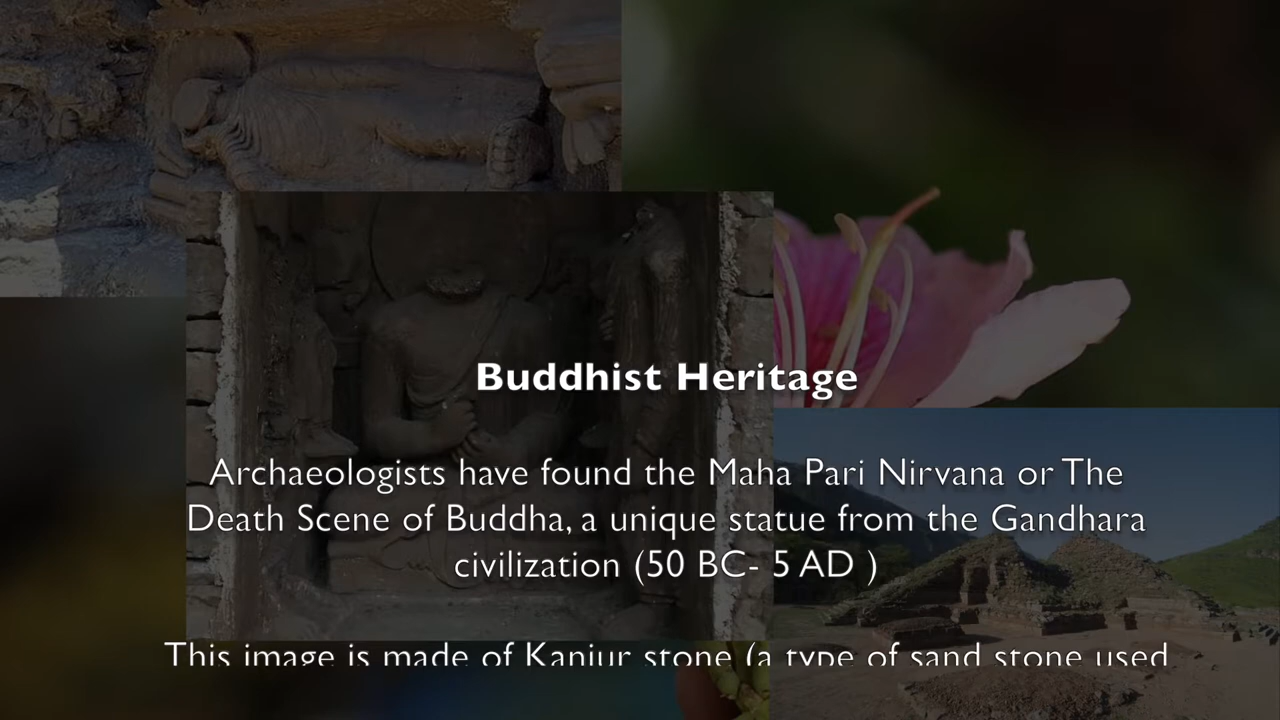 Buddhist Heritage
Archaeologists have found the Maha Pari Nirvana or The
Death Scene of Buddha, a unique statue from the Gandhara
civilization (50 BC- 5 AD )
This image is made of Kanjur stone (a type of sand stone used